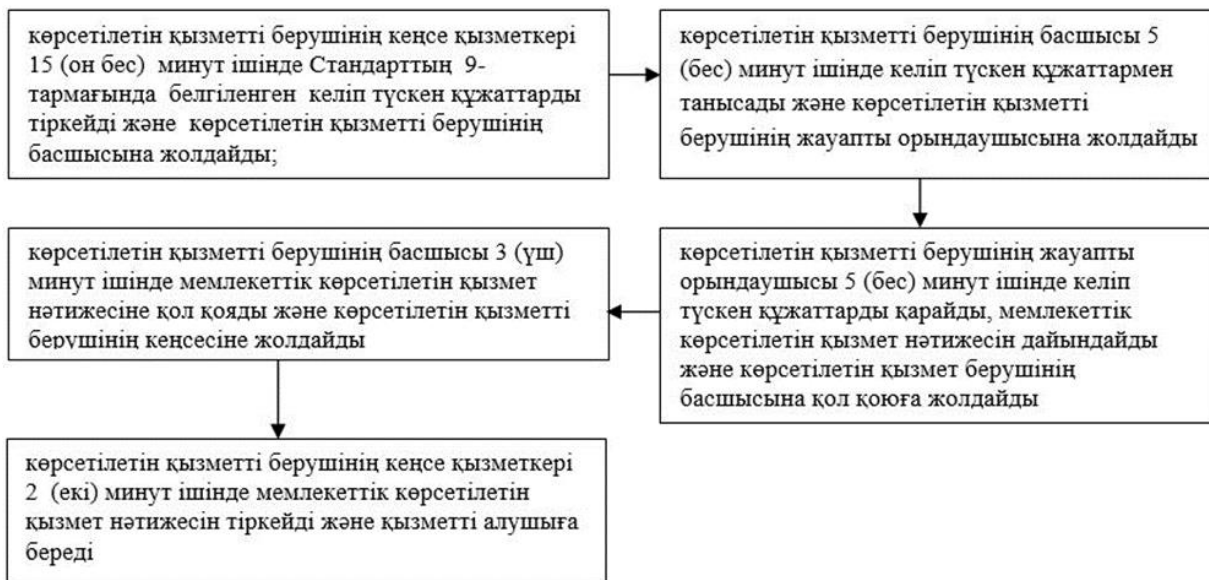 көрсетілетін қызметті берушінің кеңсе қызметкері
15 (он бес) минут ішінде Стандарттың 9-
тармағында белгіленген келіп түскен құжаттарды
тіркейді және көрсетілетін қызметті берушінің
басшысына жолдайды;
көрсетілетін қызметті берушінің басшысы 5
(бес) минут ішінде келіп түскен құжаттармен
танысады және көрсетілетін қызметті
берушінің жауапты орындаушысына жолдайды
көрсетілетін қызметті берушінің жауапты
орындаушысы 5 (бес) минут ішінде келіп
түскен құжаттарды қарайды, мемлекеттік
көрсетілетін қызмет нәтижесін дайындайды
және көрсетілетін қызмет берушінің
басшысына қол қоюға жолдайды
көрсетілетін қызметті берушінің басшысы 3 (үш)
минут ішінде мемлекеттік көрсетілетін қызмет
нәтижесіне қол қояды және көрсетілетін қызметті
берушінің кеңсесіне жолдайды
көрсетілетін қызметті берушінің кеңсе қызметкері
2 (екі) минут ішінде мемлекеттік көрсетілетін
қызмет нәтижесін тіркейді және қызметті алушыға
береді